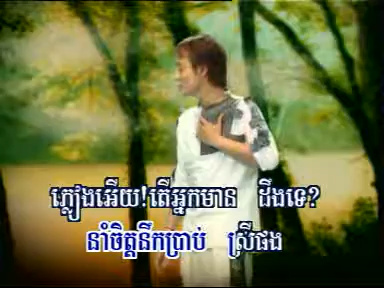 ភ្លៀងអើយ!តើអ្នកមាន ដឹងទេ?
នាំចិត្តនឹកប្រាប់ ស្រីផង